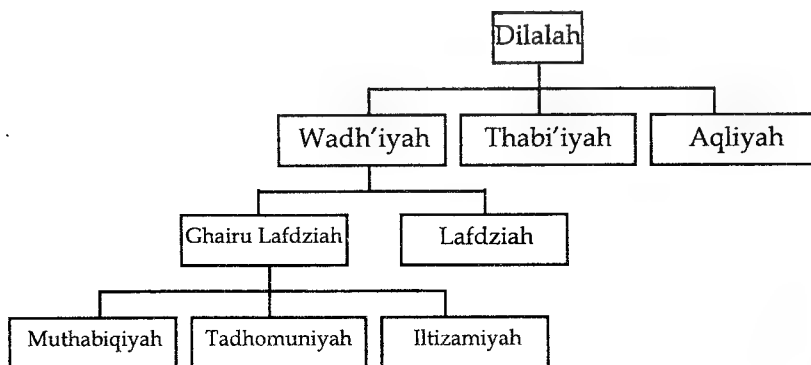 Dilalah
Wadh'iyah Thabi'iyah Aqliyah
Ghairu Lafdziah Lafdziah
Muthabiqiyah Tadhomuniyah Iltizamiyah